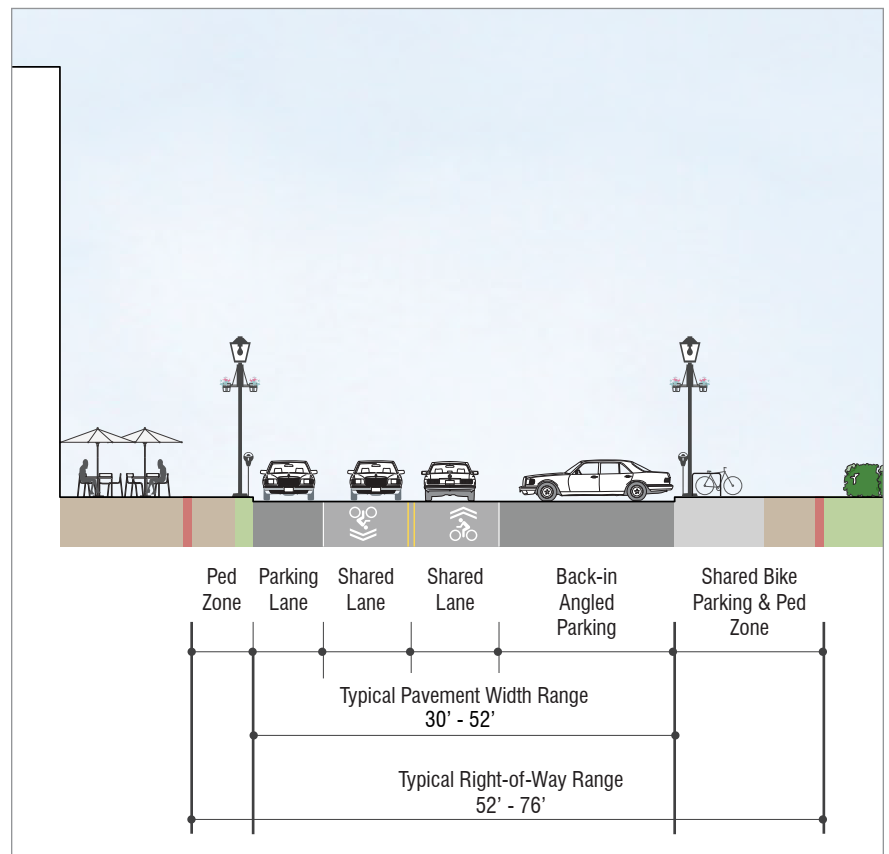 Ped
Zone
Parking
Lane
Shared
Lane
Shared
Lane
Back-in
Angled
Parking
Shared Bike
Parking & Ped
Zone
Typical Pavement Width Range
30’ - 52’
Typical Right-of-Way Range
52’ - 76’